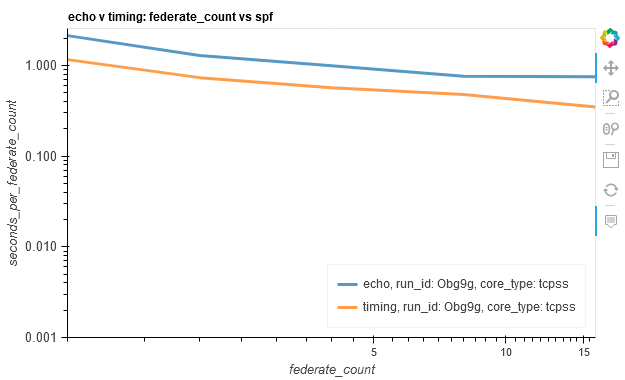 echo v timing: federate_count vs spf
seconds_per_federate_count
1.000
0.100
0.010
0.001
echo, run_id: Obg9g, core_type: tcpss
timing, run_id: Obg9g, core_type: tcpss
5
10
15
federate_count